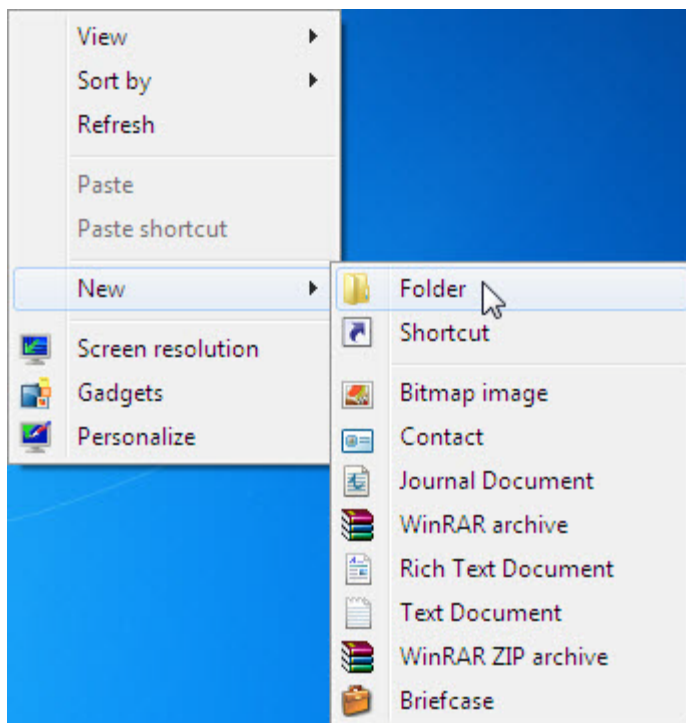 View
Sort by
Refresh
Paste
Paste shortcut
New
Screen resolution
Gadgets
Personalize
Folder
Shortcut
Bitmap image
Contact
Journal Document
WinRAR archive
Rich Text Document
Text Document
WinRAR ZIP archive
Briefcase